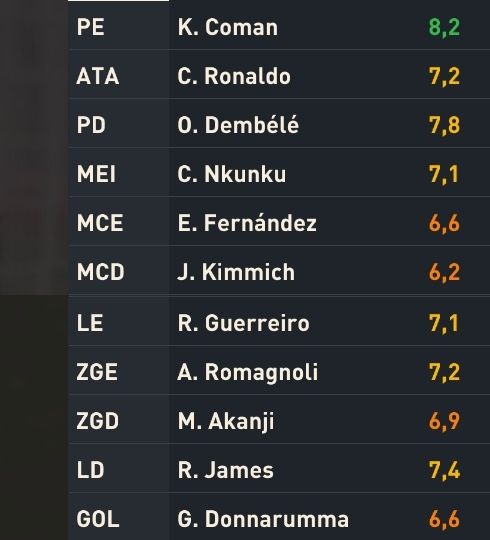 PE K. Coman 8,2
ATA C. Ronaldo 7,2
PD O. Dembélé 7,8
MEI C. Nkunku 7,1
MCE E. Fernández 6,6
MCD J. Kimmich 6,2
LE R. Guerreiro 7,1
ZGE A. Romagnoli 7,2
ZGD M. Akanji 6,9
LD R. James 7,4
GOL G. Donnarumma 6,6